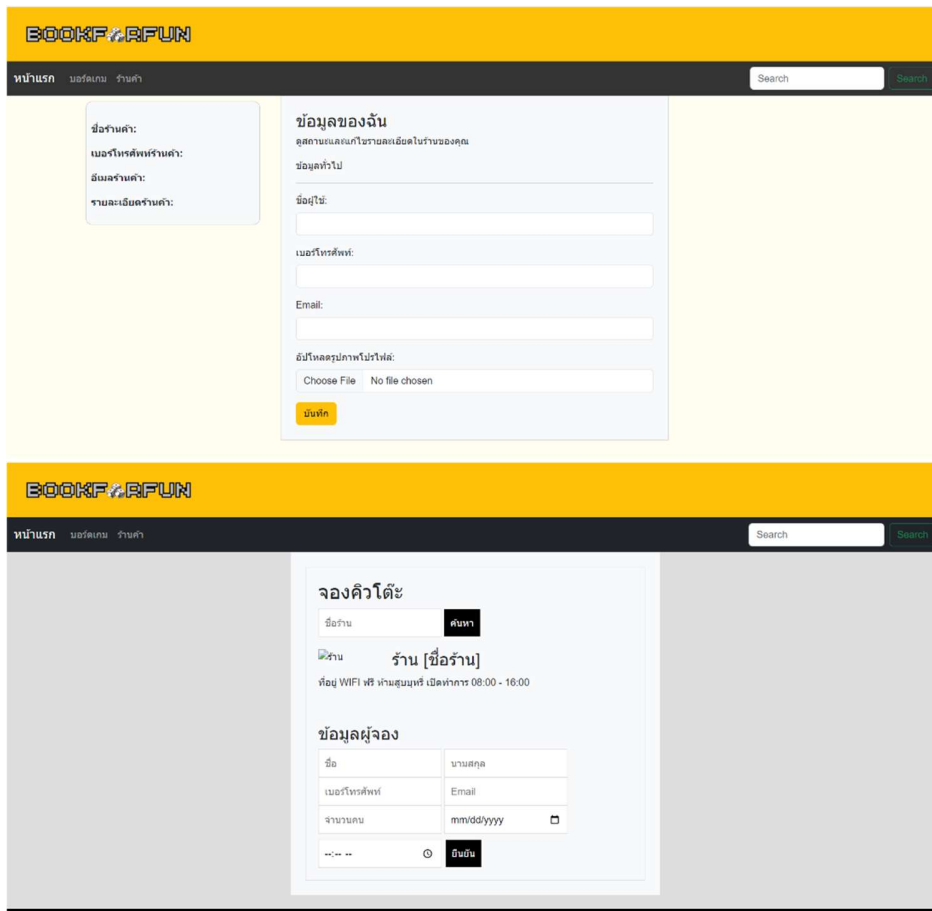 BOOKFORFUN
หน้าแรก บอร์ดเกม ร้านค้า Search Search
ชื่อร้านค้า:
เบอร์โทรศัพท์ร้านค้า:
อีเมลร้านค้า:
รายละเอียดร้านค้า:
ข้อมูลของฉัน
ดูสถานะและแก้ไขรายละเอียดในร้านของคุณ
ข้อมูลทั่วไป
ชื่อผู้ใช้:
เบอร์โทรศัพท์:
Email:
อัปโหลดรูปภาพโปรไฟล์:
Choose File No file chosen
บันทึก
BOOKFORFUN
หน้าแรก บอร์ดเกม ร้านค้า Search Search
จองคิวโต๊ะ
ชื่อร้าน ค้นหา
ร้าน ร้าน [ชื่อร้าน]
ที่อยู่ WIFI ฟรี ห้ามสูบบุหรี่ เปิดทำการ 08:00 - 16:00
ข้อมูลผู้จอง
ชื่อ นามสกุล
เบอร์โทรศัพท์ Email
จำนวนคน mm/dd/yyyy
--:-- -- ยืนยัน